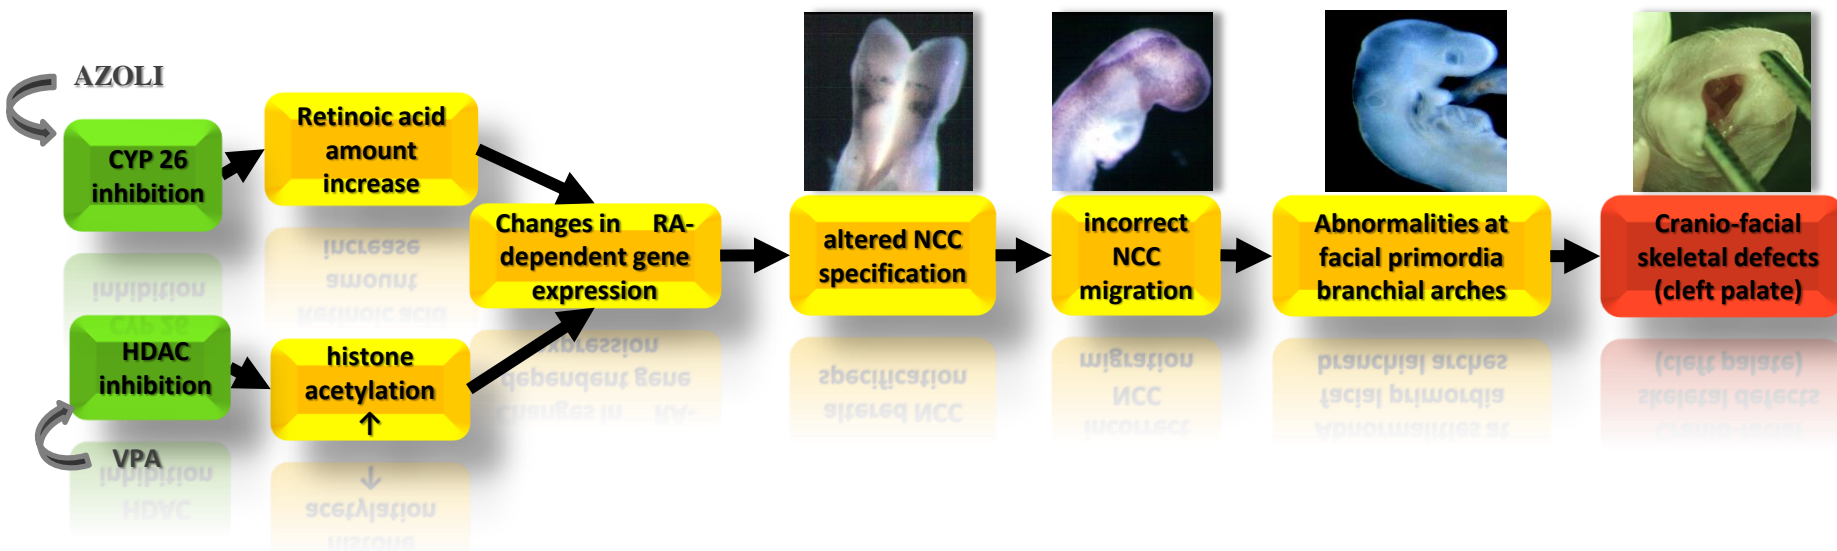 AZOLI
CYP 26
inhibition
Retinoic acid
amount
increase
HDAC
inhibition
VPA
histone
acetylation
↑
Changes in RA-
dependent gene
expression
altered NCC
specification
incorrect
NCC
migration
Abnormalities at
facial primordia
branchial arches
Cranio-facial
skeletal defects
(cleft palate)